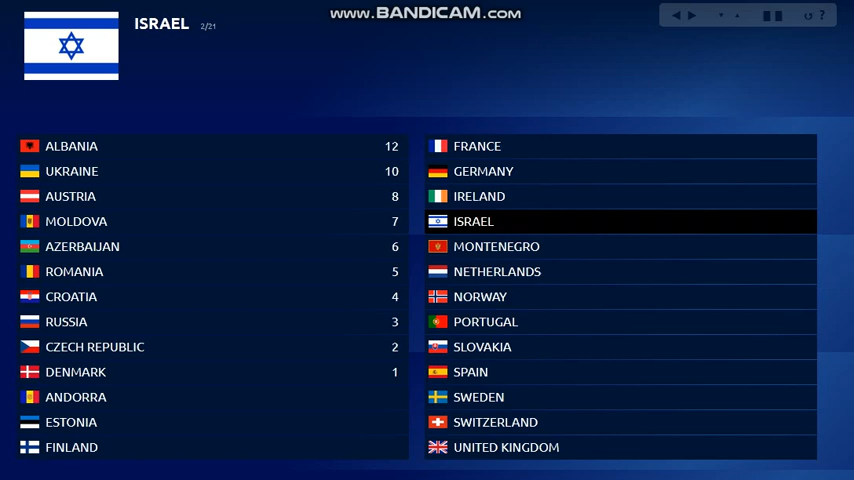 www.BANDICAM.com
ISRAEL 2/21
ALBANIA 12
UKRAINE 10
AUSTRIA 8
MOLDOVA 7
AZERBAIJAN 6
ROMANIA 5
CROATIA 4
RUSSIA 3
CZECH REPUBLIC 2
DENMARK 1
ANDORRA
ESTONIA
FINLAND
FRANCE
GERMANY
IRELAND
ISRAEL
MONTENEGRO
NETHERLANDS
NORWAY
PORTUGAL
SLOVAKIA
SPAIN
SWEDEN
SWITZERLAND
UNITED KINGDOM